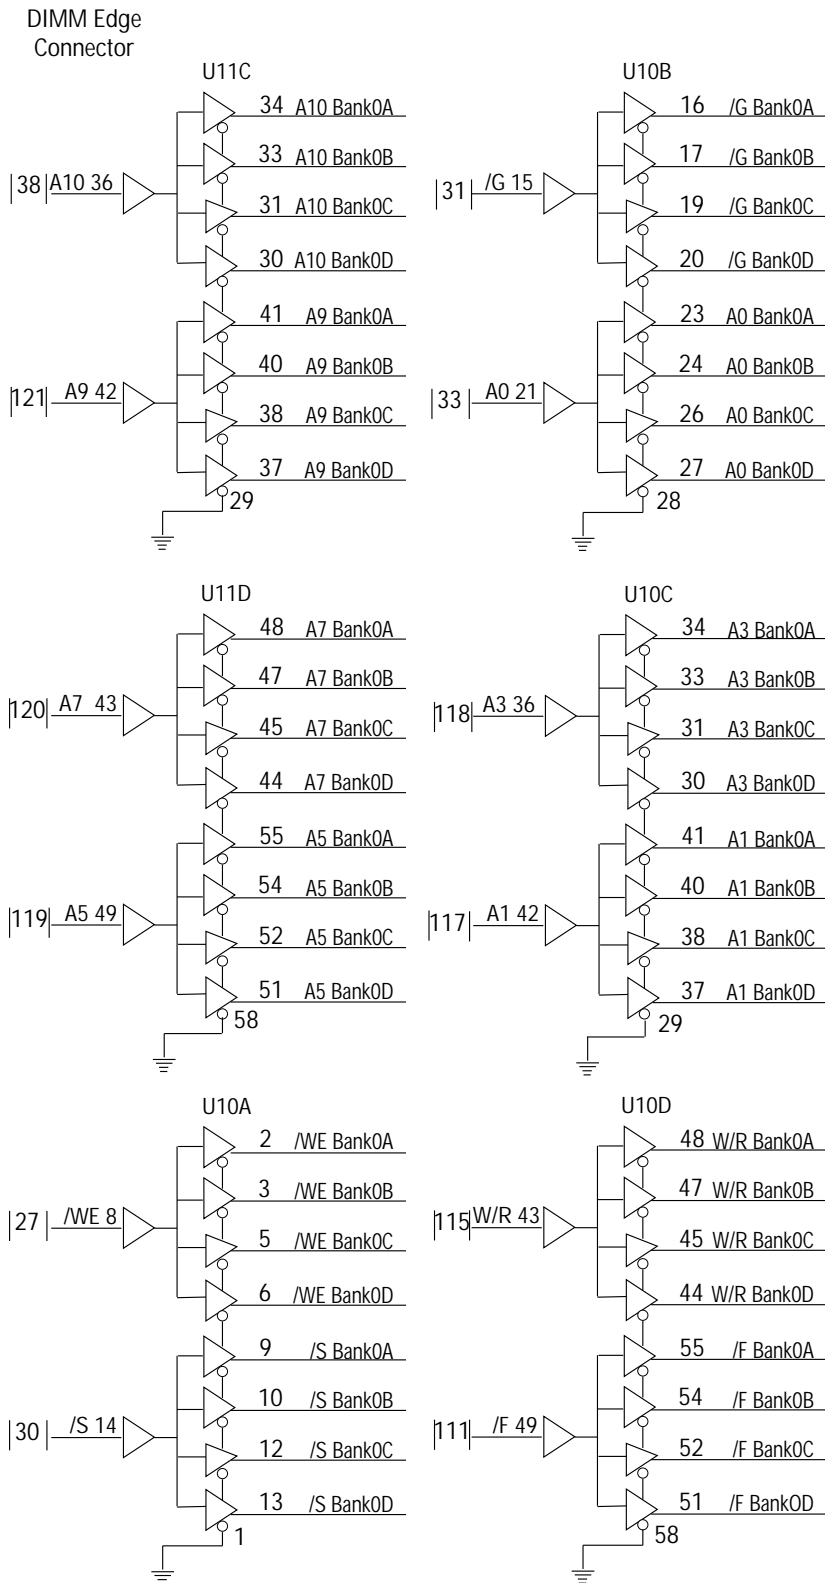 DIMM Edge
Connector
U11C
34 A10 Bank0A
33 A10 Bank0B
|38| A10 36
31 A10 Bank0C
30 A10 Bank0D
41 A9 Bank0A
40 A9 Bank0B
|121| A9 42
38 A9 Bank0C
37 A9 Bank0D
29
U10B
16 /G Bank0A
17 /G Bank0B
|31| /G 15
19 /G Bank0C
20 /G Bank0D
23 A0 Bank0A
24 A0 Bank0B
|33| A0 21
26 A0 Bank0C
27 A0 Bank0D
28
U11D
48 A7 Bank0A
47 A7 Bank0B
|120| A7 43
45 A7 Bank0C
44 A7 Bank0D
55 A5 Bank0A
54 A5 Bank0B
|119| A5 49
52 A5 Bank0C
51 A5 Bank0D
58
U10C
34 A3 Bank0A
33 A3 Bank0B
|118| A3 36
31 A3 Bank0C
30 A3 Bank0D
41 A1 Bank0A
40 A1 Bank0B
|117| A1 42
38 A1 Bank0C
37 A1 Bank0D
29
U10A
2 /WE Bank0A
3 /WE Bank0B
|27| /WE 8
5 /WE Bank0C
6 /WE Bank0D
9 /S Bank0A
10 /S Bank0B
|30| /S 14
12 /S Bank0C
13 /S Bank0D
1
U10D
48 W/R Bank0A
47 W/R Bank0B
|115| W/R 43
45 W/R Bank0C
44 W/R Bank0D
55 /F Bank0A
54 /F Bank0B
|111| /F 49
52 /F Bank0C
51 /F BankOD
58